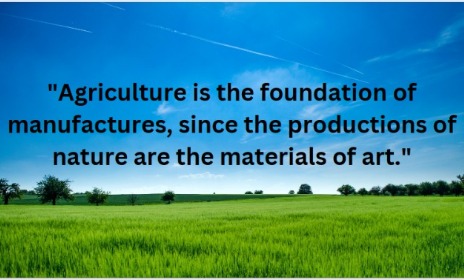 "Agriculture is the foundation of
manufactures, since the productions of
nature are the materials of art."